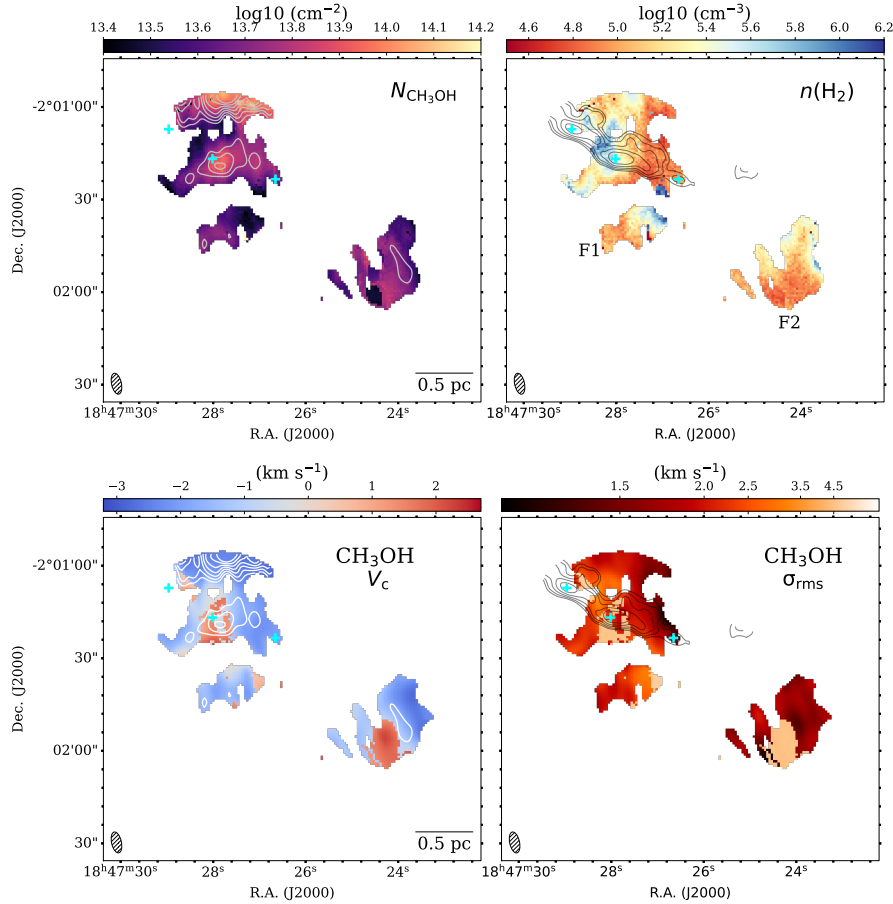 log10 (cm⁻²)
log10 (cm⁻³)
13.4 13.5 13.6 13.7 13.8 13.9 14.0 14.1 14.2
4.6 4.8 5.0 5.2 5.4 5.6 5.8 6.0 6.2
N_CH₃OH
n(H₂)
-2°01'00"
30"
02'00"
30"
Dec. (J2000)
F1
F2
0.5 pc
18ʰ47ᵐ30ˢ 28ˢ 26ˢ 24ˢ
18ʰ47ᵐ30ˢ 28ˢ 26ˢ 24ˢ
R.A. (J2000)
R.A. (J2000)
(km s⁻¹)
(km s⁻¹)
−3 −2 −1 0 1 2
1.5 2.0 2.5 3.5 4.5
CH₃OH
V_c
CH₃OH
σ_rms
-2°01'00"
30"
02'00"
30"
Dec. (J2000)
0.5 pc
18ʰ47ᵐ30ˢ 28ˢ 26ˢ 24ˢ
18ʰ47ᵐ30ˢ 28ˢ 26ˢ 24ˢ
R.A. (J2000)
R.A. (J2000)